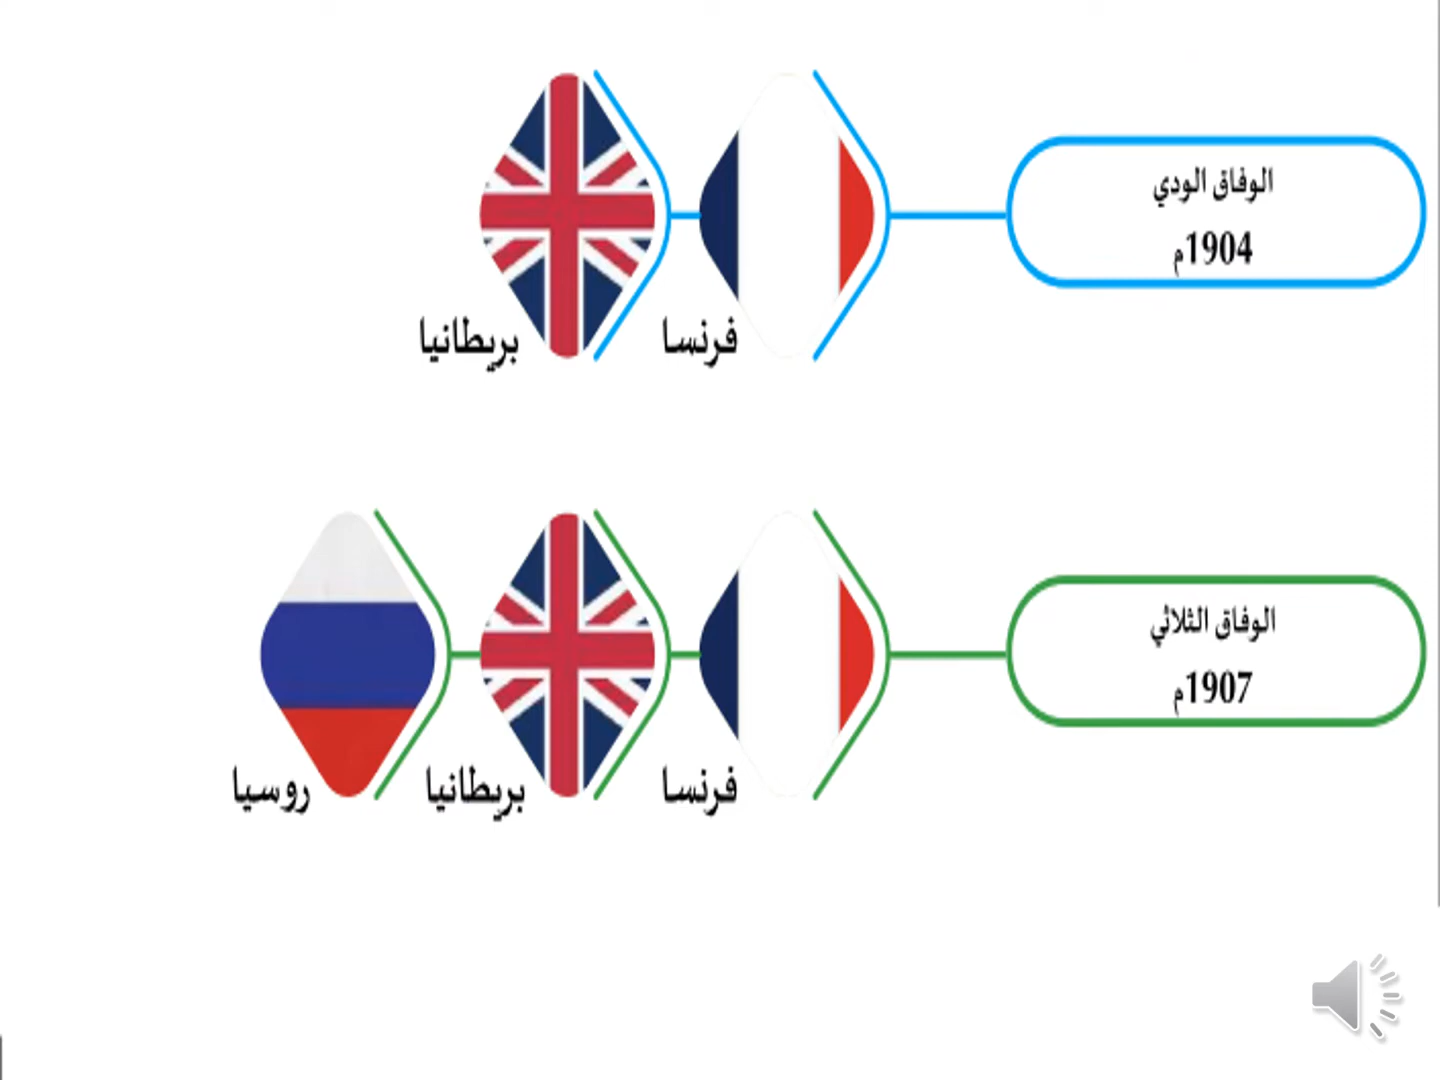 الوفاق الودي
1904م
فرنسا
بريطانيا
الوفاق الثلاثي
1907م
فرنسا
بريطانيا
روسيا